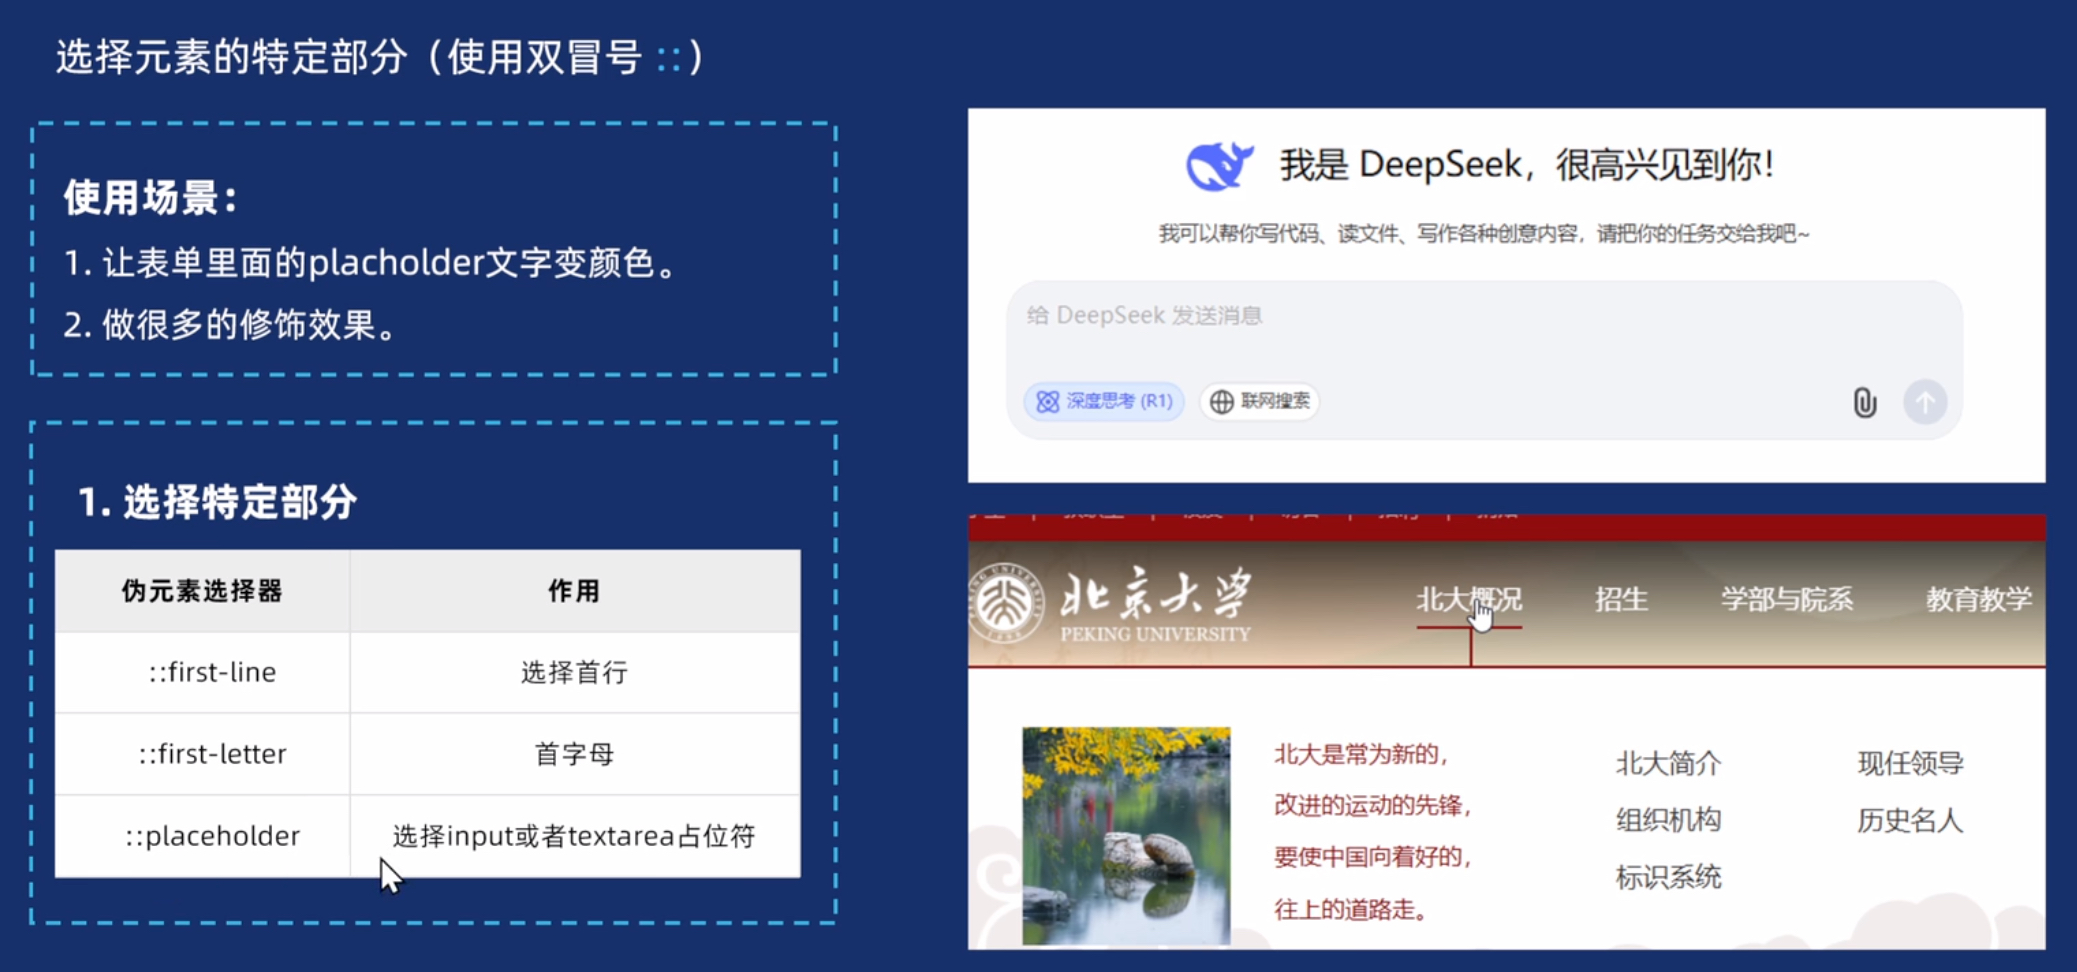 选择元素的特定部分（使用双冒号 ::）
使用场景：
1. 让表单里面的placholder文字变颜色。
2. 做很多的修饰效果。
1. 选择特定部分
伪元素选择器 作用
::first-line 选择首行
::first-letter 首字母
::placeholder 选择input或者textarea占位符
我是 DeepSeek，很高兴见到你！
我可以帮你写代码、读文件、写作各种创意内容，请把你的任务交给我吧~
给 DeepSeek 发送消息
深度思考 (R1) 联网搜索
北京大学
PEKING UNIVERSITY
北大概况 招生 学部与院系 教育教学
北大是常为新的，
改进的运动的先锋，
要使中国向着好的，
往上的道路走。
北大简介 现任领导
组织机构 历史名人
标识系统